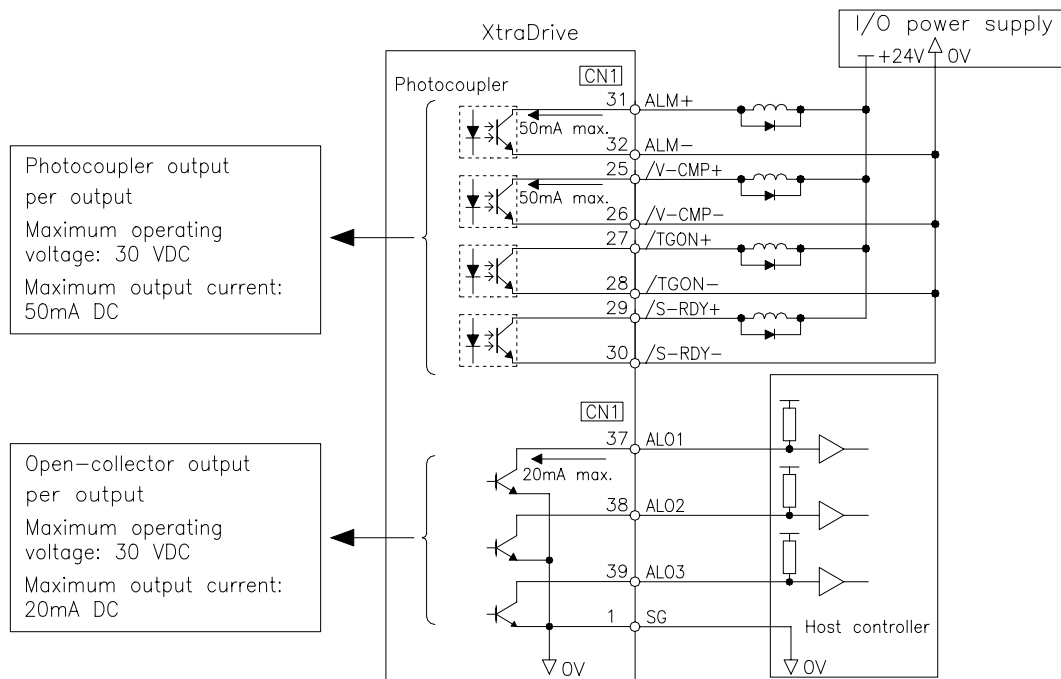 I/O power supply
+24V
0V
XtraDrive
CN1
Photocoupler
31 ALM+
50mA max.
32 ALM-
25 /V-CMP+
50mA max.
26 /V-CMP-
27 /TGON+
28 /TGON-
29 /S-RDY+
30 /S-RDY-
Photocoupler output
per output
Maximum operating
voltage: 30 VDC
Maximum output current:
50mA DC
CN1
37 ALO1
20mA max.
38 ALO2
39 ALO3
1 SG
0V
Host controller
0V
Open-collector output
per output
Maximum operating
voltage: 30 VDC
Maximum output current:
20mA DC